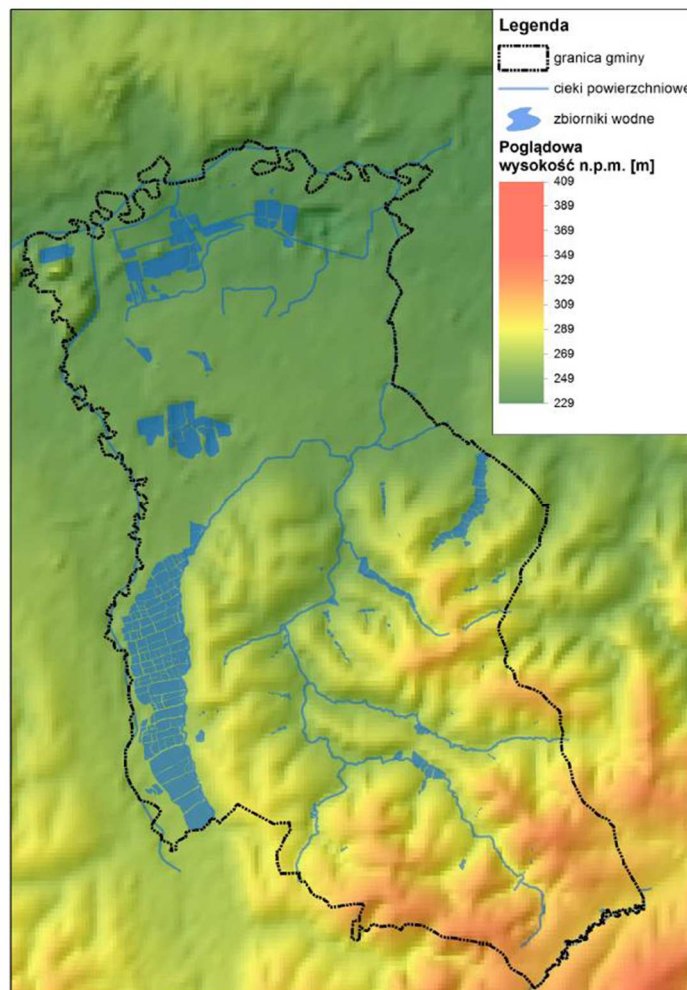 Legenda
granica gminy
cieki powierzchniowe
zbiorniki wodne
Poglądowa
wysokość n.p.m. [m]
409
389
369
349
329
309
289
269
249
229